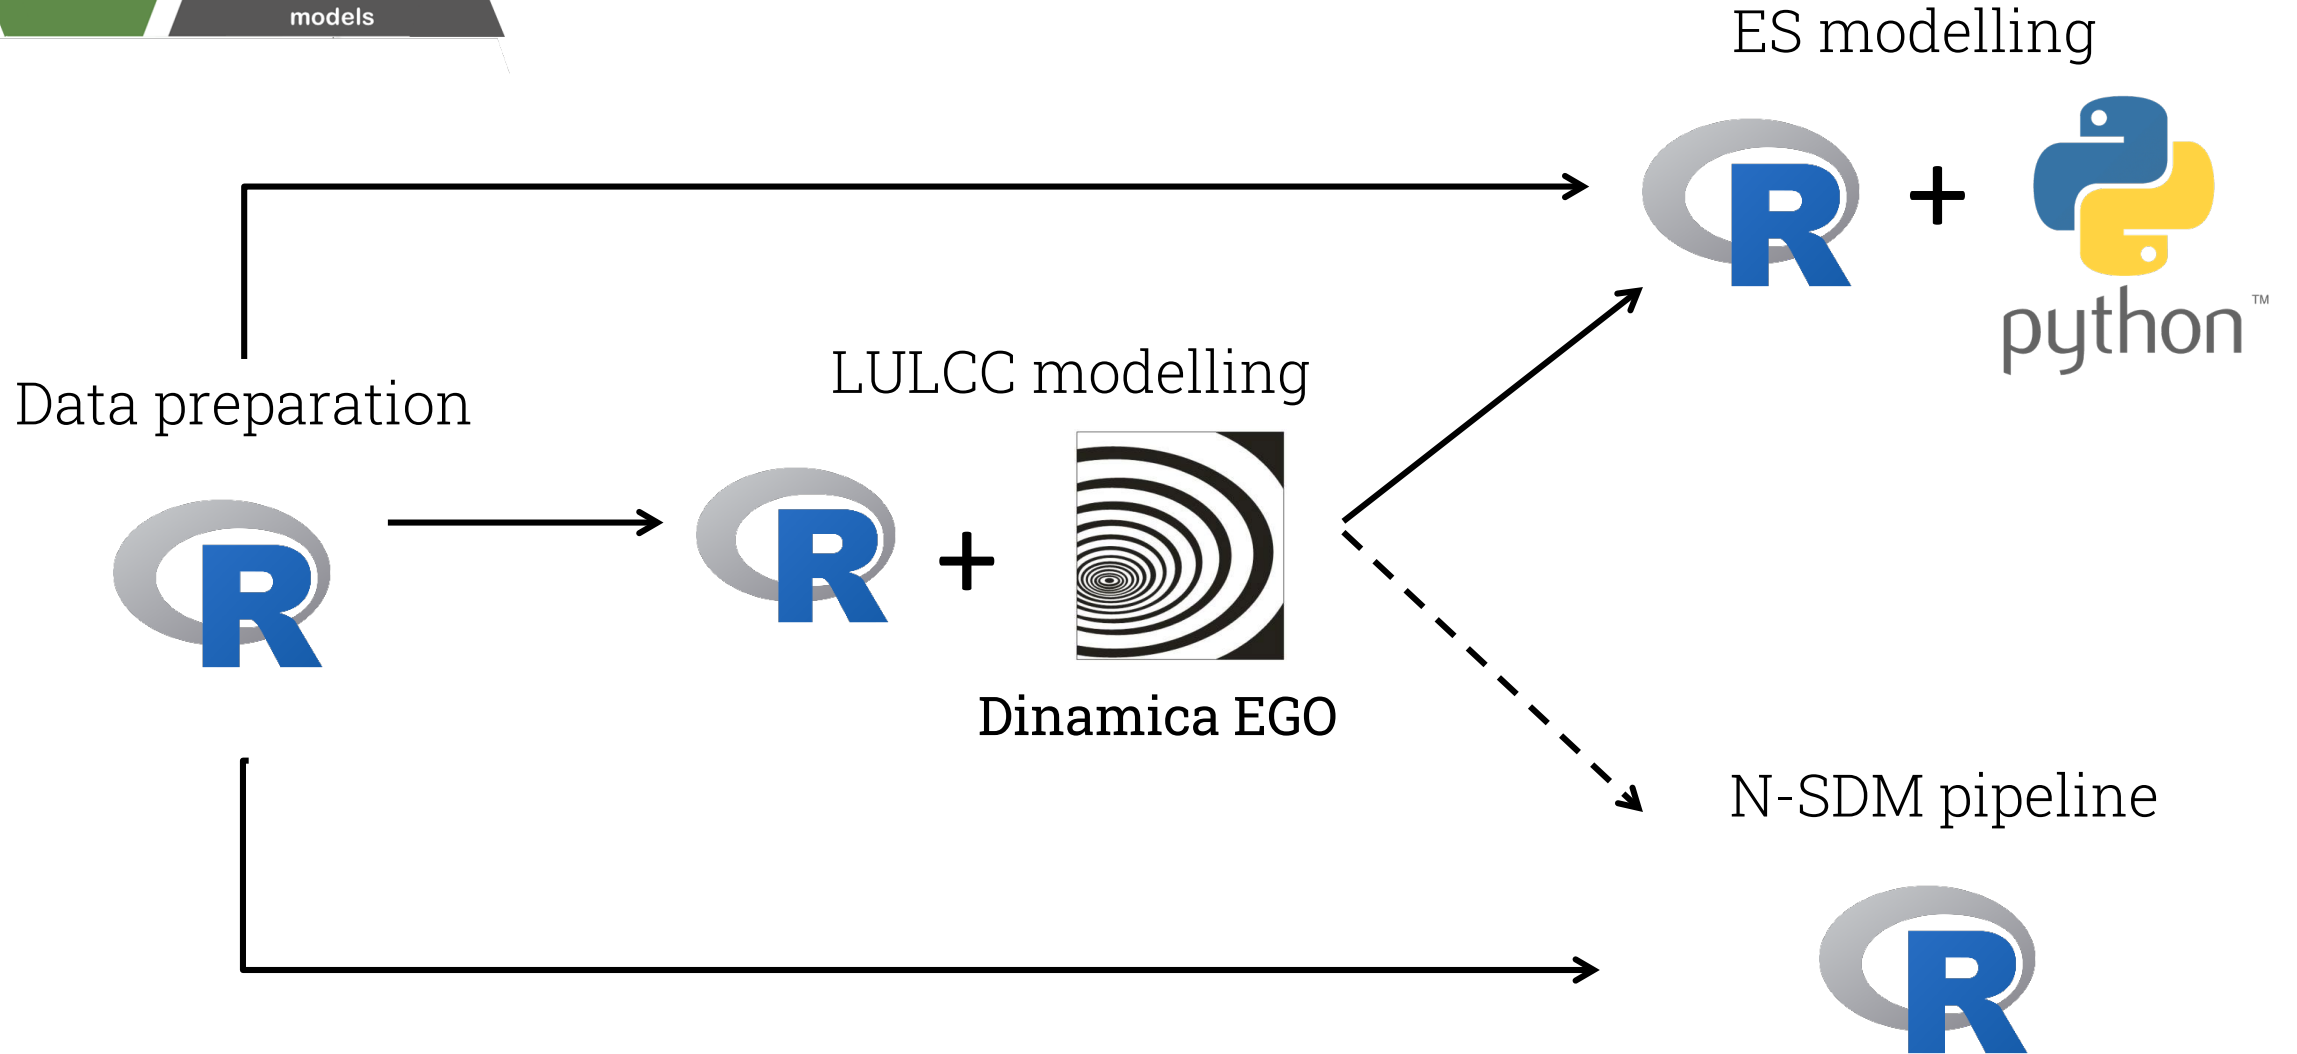 models
ES modelling
R
+
python™
LULCC modelling
Data preparation
R
+
R
Dinamica EGO
N-SDM pipeline
R